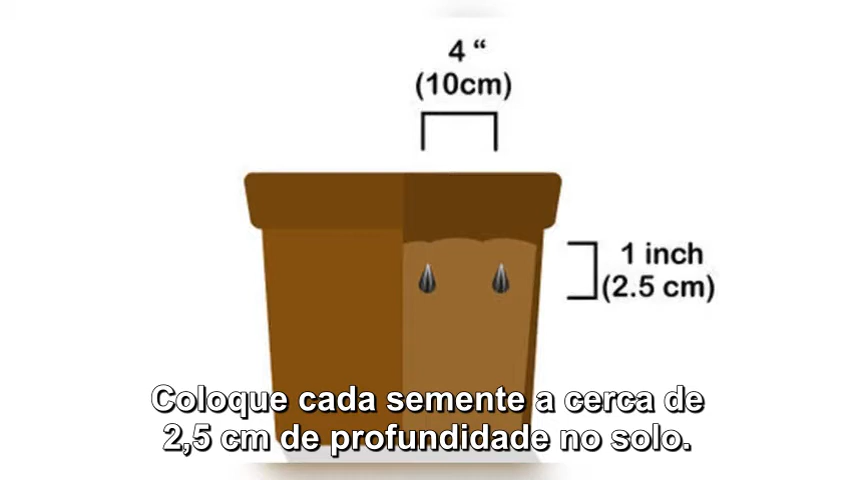 4 “
(10cm)
1 inch
(2.5 cm)
Coloque cada semente a cerca de
2,5 cm de profundidade no solo.